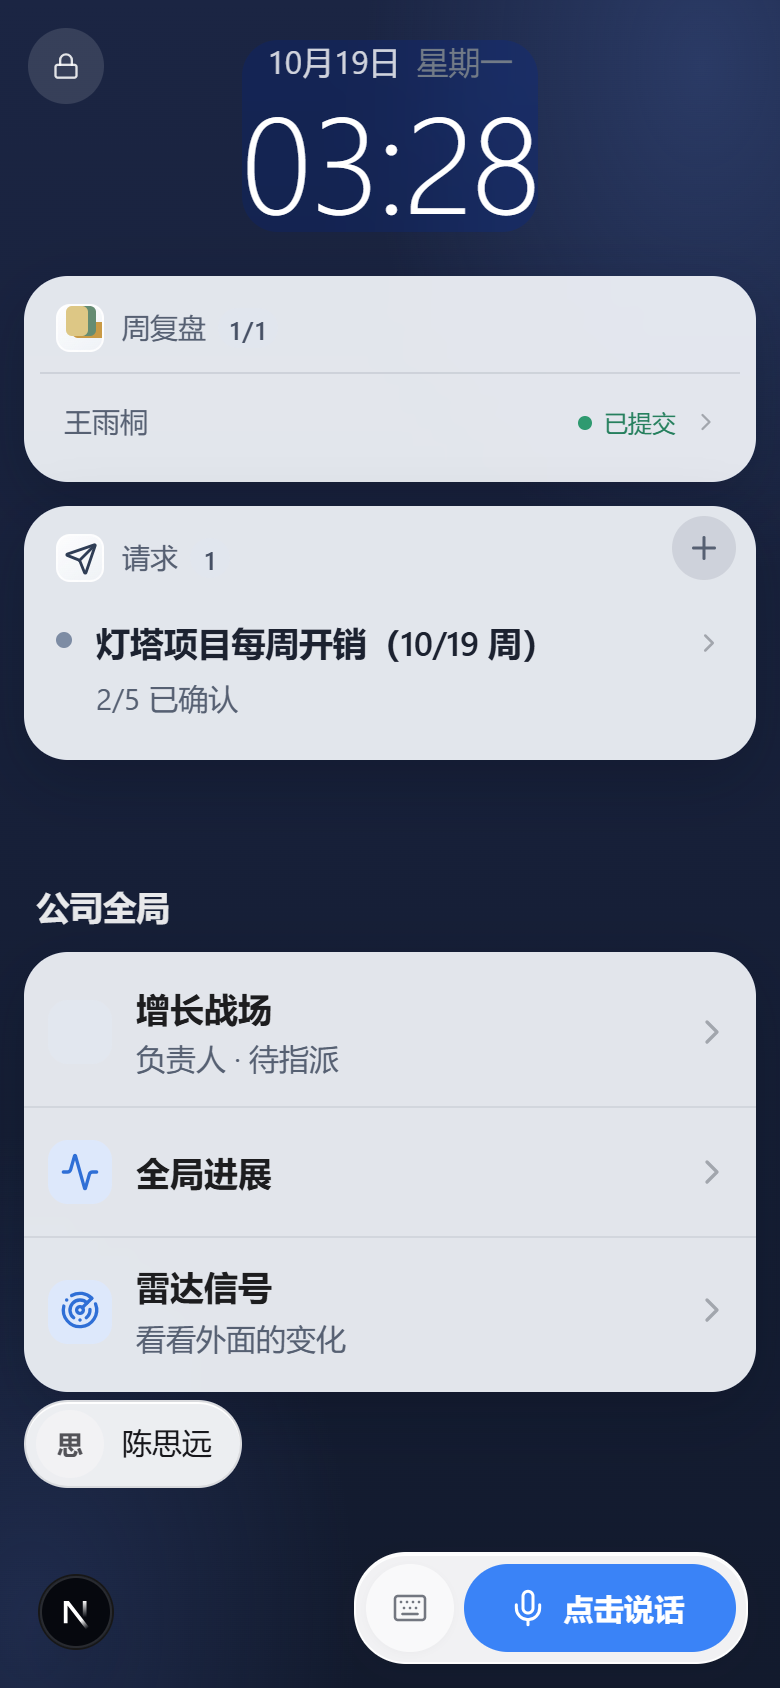 10月19日 星期一
03:28
周复盘 1/1
王雨桐 已提交
请求 1
灯塔项目每周开销（10/19 周）
2/5 已确认
公司全局
增长战场
负责人 · 待指派
全局进展
雷达信号
看看外面的变化
思 陈思远
N 点击说话